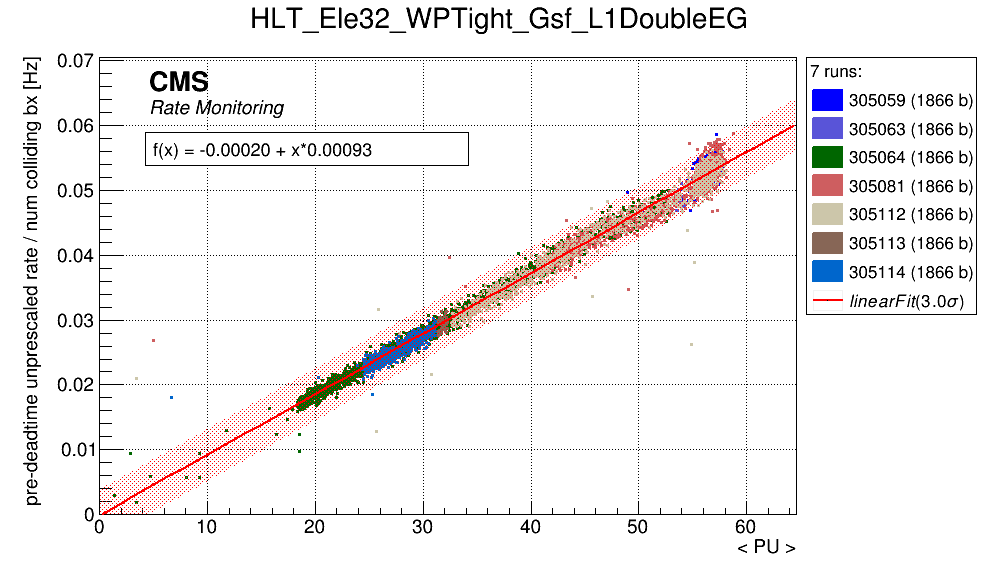 HLT_Ele32_WPTight_Gsf_L1DoubleEG
pre-deadtime unprescaled rate / num colliding bx [Hz]
0.07
0.06
0.05
0.04
0.03
0.02
0.01
0
CMS
Rate Monitoring
f(x) = -0.00020 + x*0.00093
0 10 20 30 40 50 60
< PU >
7 runs:
305059 (1866 b)
305063 (1866 b)
305064 (1866 b)
305081 (1866 b)
305112 (1866 b)
305113 (1866 b)
305114 (1866 b)
linearFit(3.0σ)